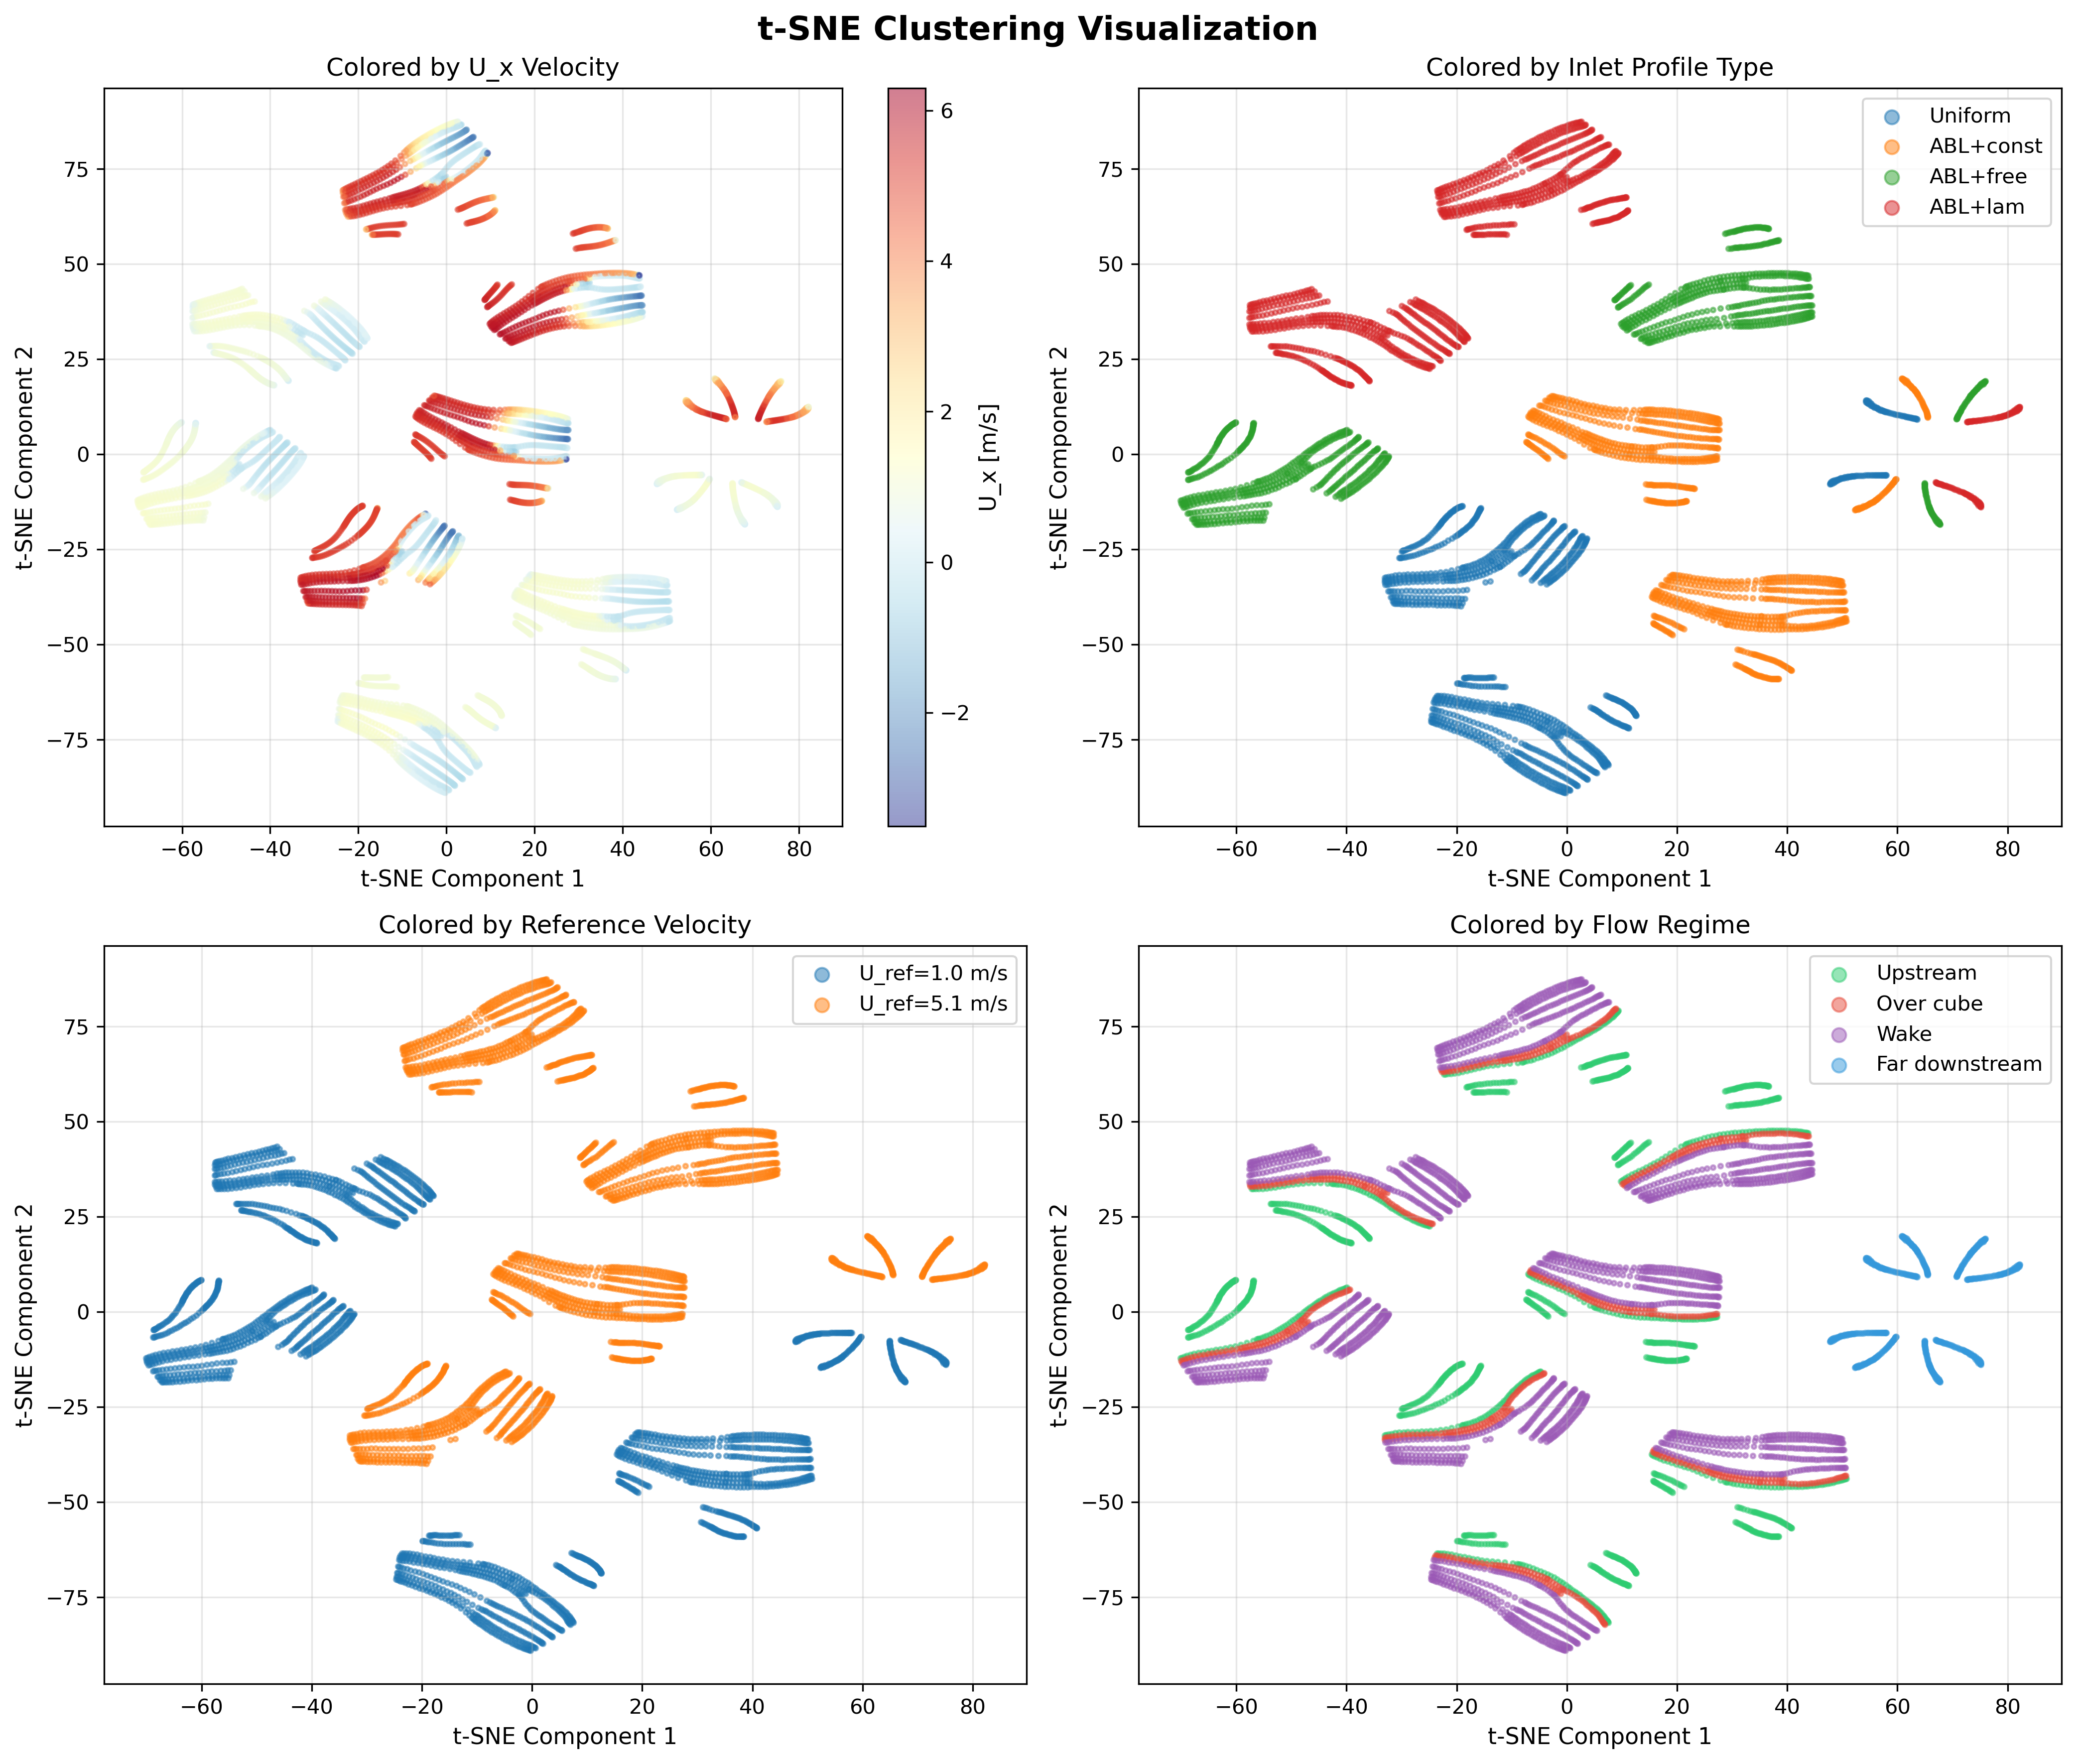 t-SNE Clustering Visualization
Colored by U_x Velocity
75
50
25
0
−25
−50
−75
t-SNE Component 2
−60 −40 −20 0 20 40 60 80
t-SNE Component 1
6
4
2
0
−2
U_x [m/s]
Colored by Inlet Profile Type
Uniform
ABL+const
ABL+free
ABL+lam
75
50
25
0
−25
−50
−75
t-SNE Component 2
−60 −40 −20 0 20 40 60 80
t-SNE Component 1
Colored by Reference Velocity
U_ref=1.0 m/s
U_ref=5.1 m/s
75
50
25
0
−25
−50
−75
t-SNE Component 2
−60 −40 −20 0 20 40 60 80
t-SNE Component 1
Colored by Flow Regime
Upstream
Over cube
Wake
Far downstream
75
50
25
0
−25
−50
−75
t-SNE Component 2
−60 −40 −20 0 20 40 60 80
t-SNE Component 1